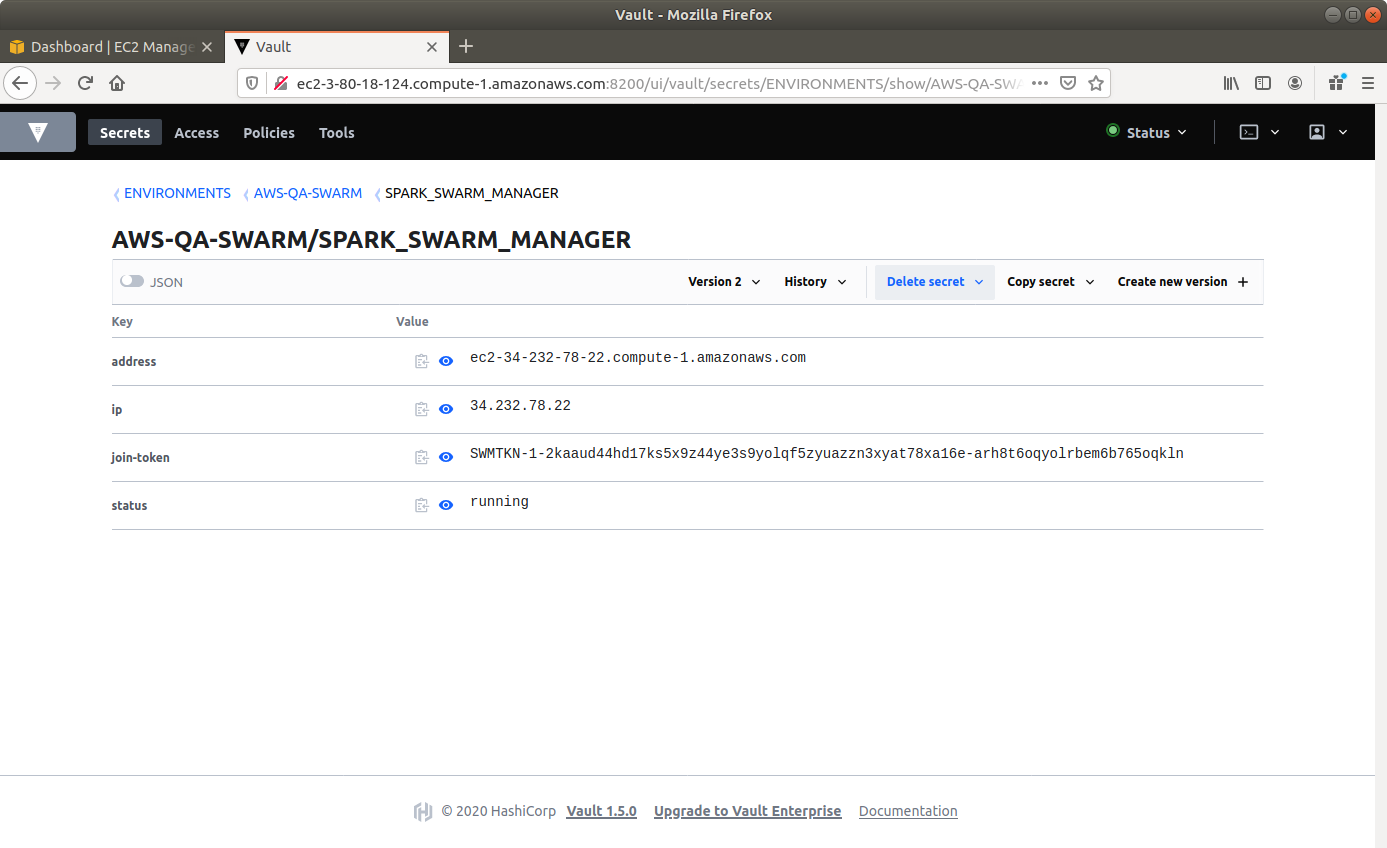 Vault - Mozilla Firefox
Dashboard | EC2 Manage Vault
ec2-3-80-18-124.compute-1.amazonaws.com:8200/ui/vault/secrets/ENVIRONMENTS/show/AWS-QA-SWA
Secrets Access Policies Tools Status
ENVIRONMENTS AWS-QA-SWARM SPARK_SWARM_MANAGER
AWS-QA-SWARM/SPARK_SWARM_MANAGER
JSON Version 2 History Delete secret Copy secret Create new version
Key Value
address ec2-34-232-78-22.compute-1.amazonaws.com
ip 34.232.78.22
join-token SWMTKN-1-2kaaud44hd17ks5x9z44ye3s9yolqf5zyuazzn3xyat78xa16e-arh8t6oqyolrbem6b765oqkln
status running
© 2020 HashiCorp Vault 1.5.0 Upgrade to Vault Enterprise Documentation